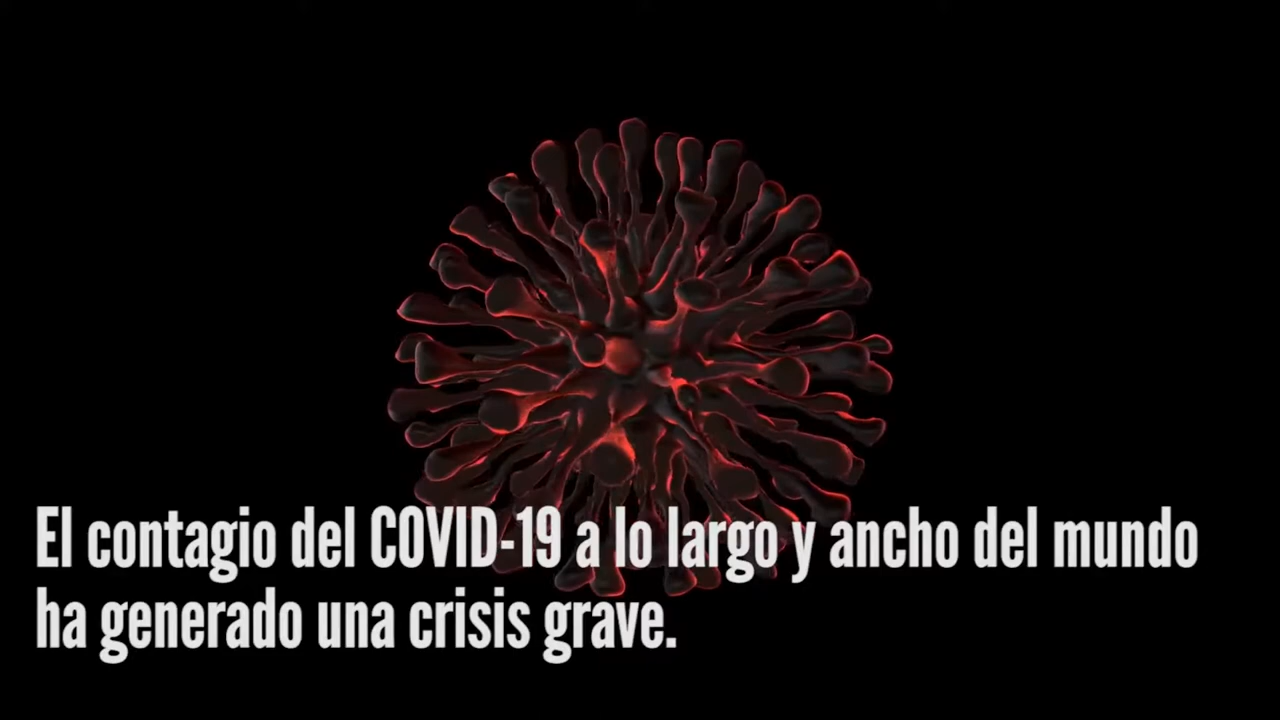 El contagio del COVID-19 a lo largo y ancho del mundo
ha generado una crisis grave.